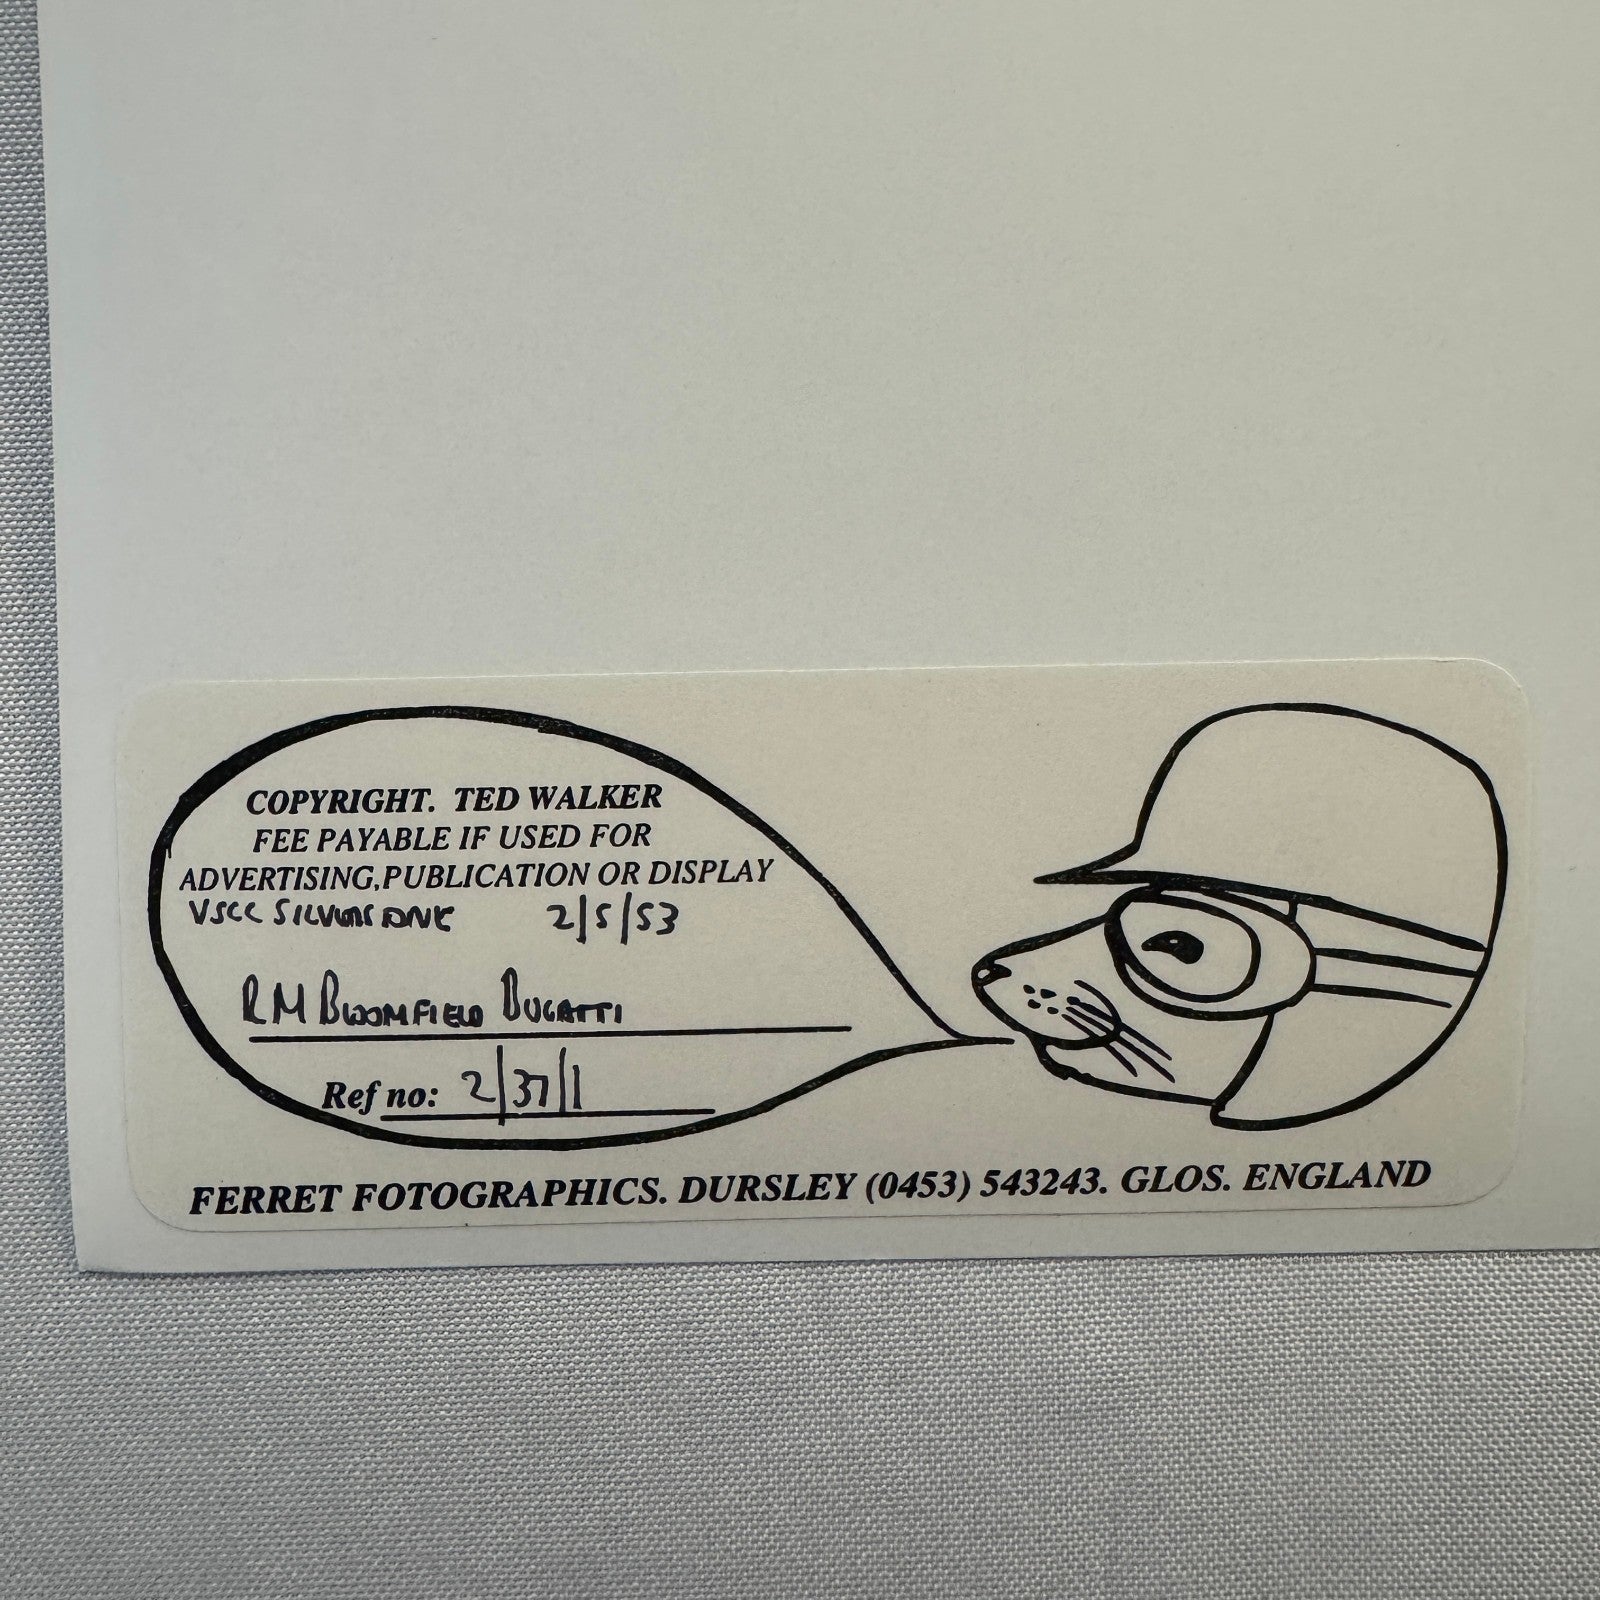 COPYRIGHT. TED WALKER
FEE PAYABLE IF USED FOR
ADVERTISING,PUBLICATION OR DISPLAY
VSCC SILVERSTONE 2/5/53
R M BLOOMFIELD BUGATTI
Ref no: 2/37/1
FERRET FOTOGRAPHICS. DURSLEY (0453) 543243. GLOS. ENGLAND